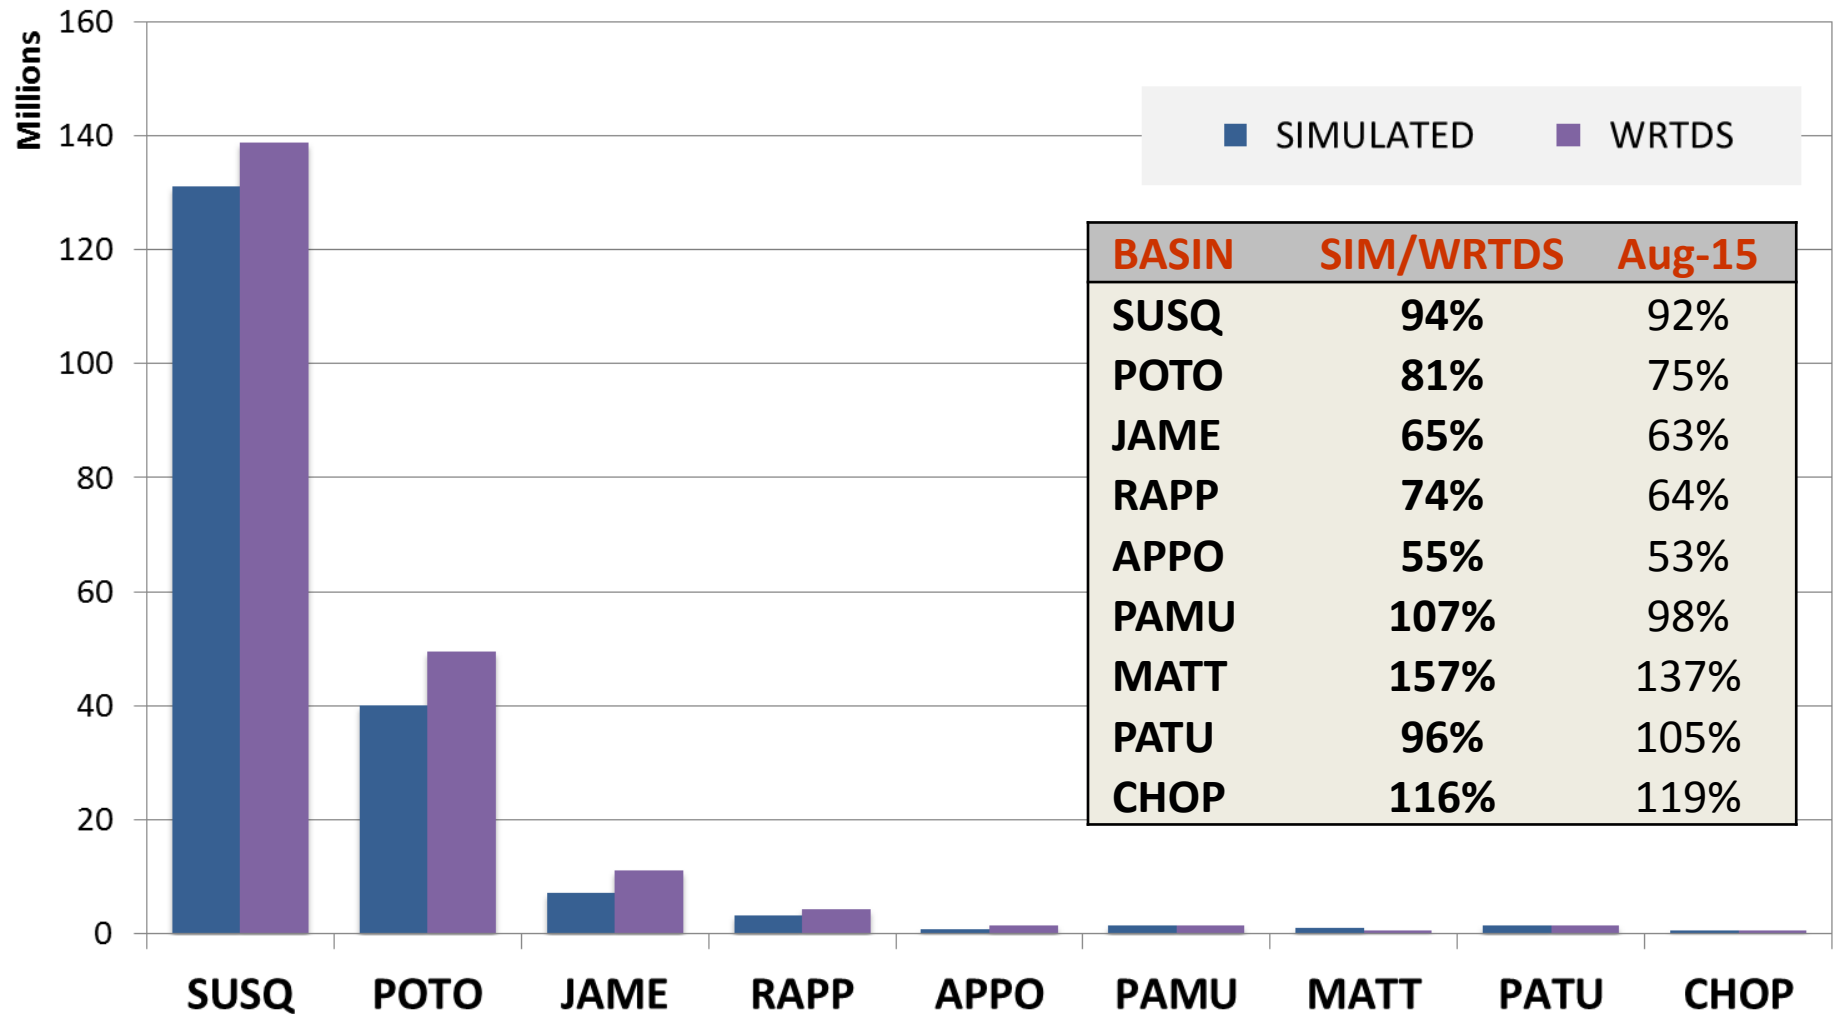 Millions
160
140
120
100
80
60
40
20
0
SIMULATED WRTDS
BASIN SIM/WRTDS Aug-15
SUSQ 94% 92%
POTO 81% 75%
JAME 65% 63%
RAPP 74% 64%
APPO 55% 53%
PAMU 107% 98%
MATT 157% 137%
PATU 96% 105%
CHOP 116% 119%
SUSQ POTO JAME RAPP APPO PAMU MATT PATU CHOP